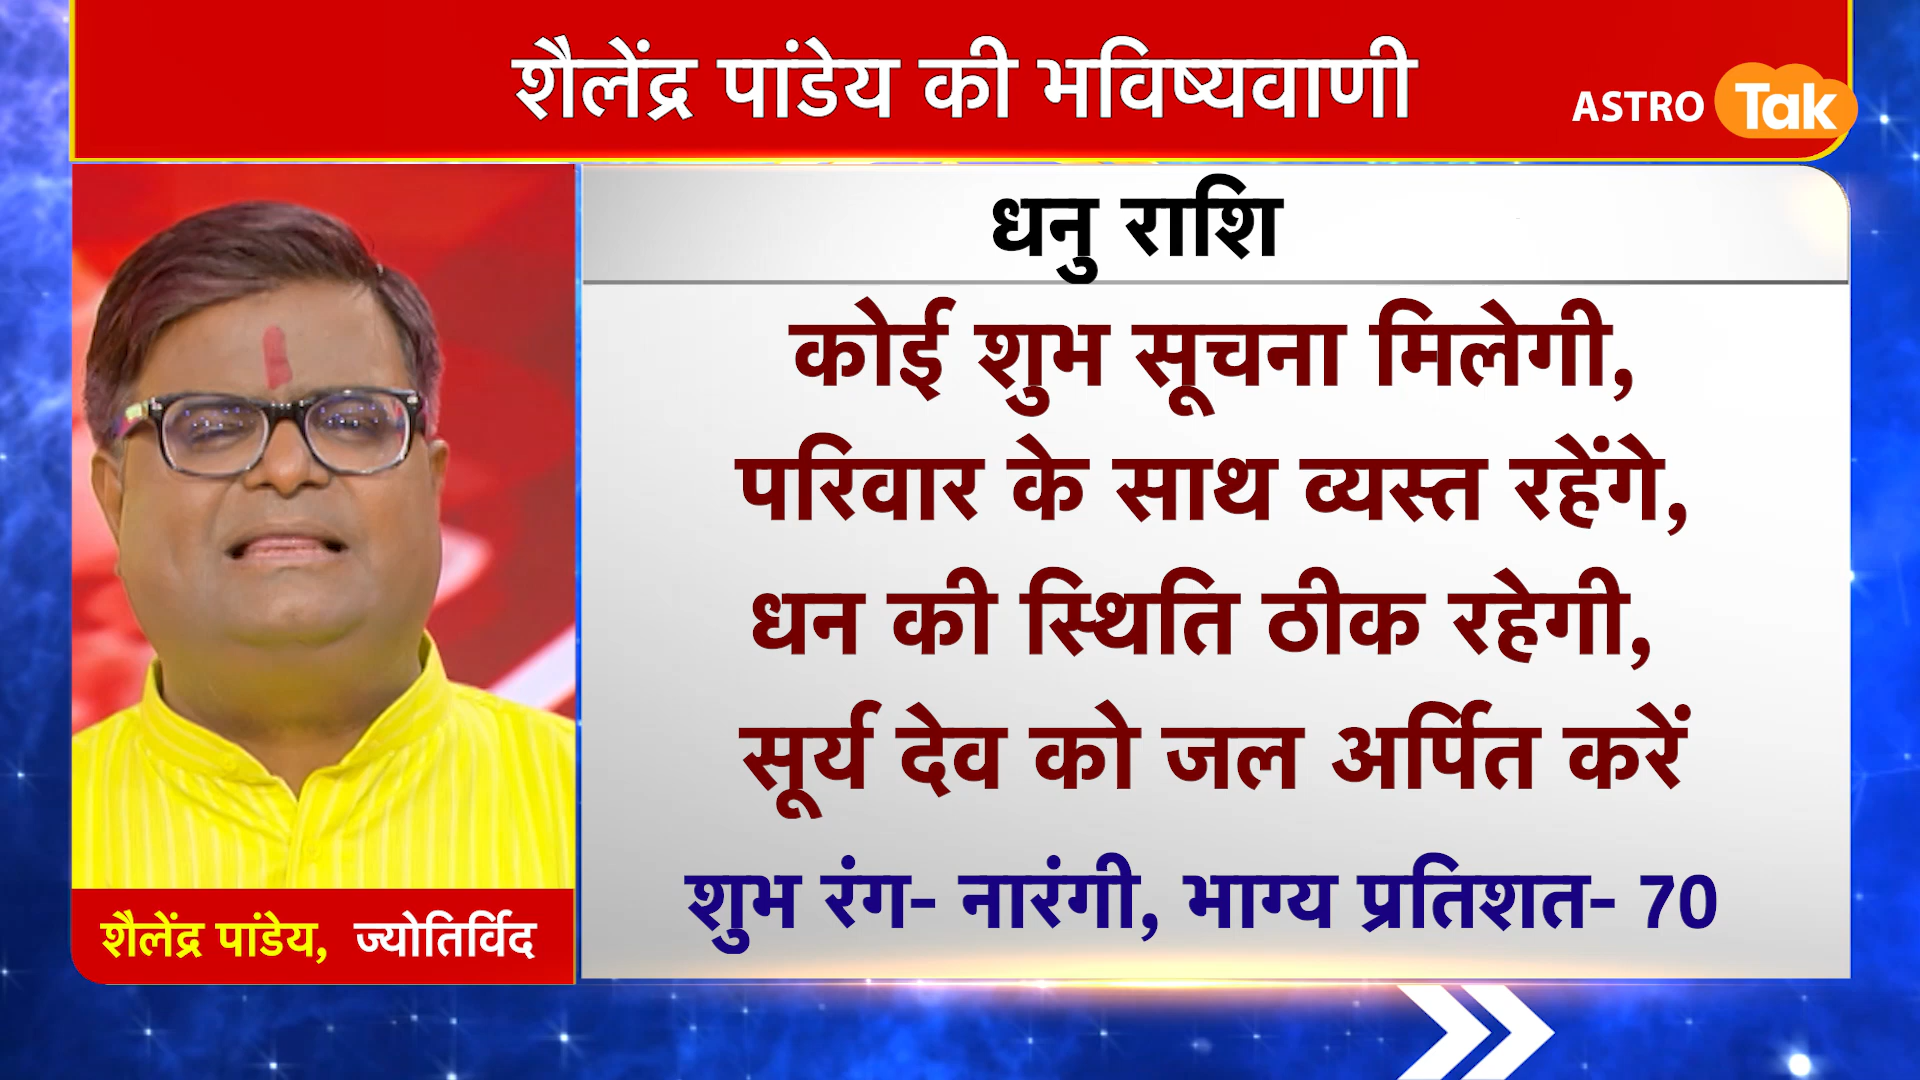 शैलेंद्र पांडेय की भविष्यवाणी
ASTRO Tak
धनु राशि
कोई शुभ सूचना मिलेगी,
परिवार के साथ व्यस्त रहेंगे,
धन की स्थिति ठीक रहेगी,
सूर्य देव को जल अर्पित करें
शुभ रंग- नारंगी, भाग्य प्रतिशत- 70
शैलेंद्र पांडेय, ज्योतिर्विद